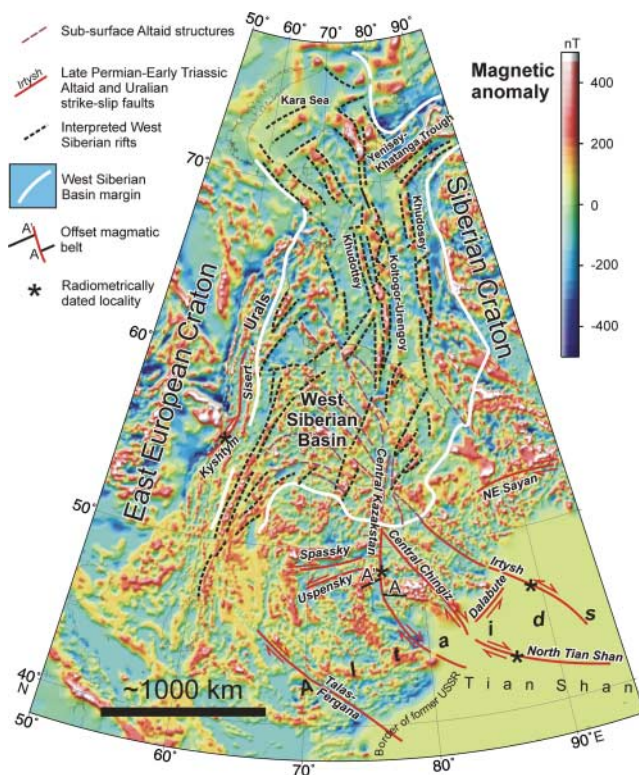 50° 60° 70° 80° 90°
Sub-surface Altaid structures
Irtysh
Late Permian-Early Triassic
Altaid and Uralian
strike-slip faults
Interpreted West
Siberian rifts
West Siberian
Basin margin
A'
A
Offset magmatic
belt
*
Radiometrically
dated locality
nT
Magnetic
anomaly
400
200
0
-200
-400
Kara Sea
Yenisey-
Khatanga Trough
70°
70°
Khudottey
Koltogor-Urengoy
Khudosey
Siberian Craton
East European Craton
Urals
Sisert
Kyshtym
60°
60°
West
Siberian
Basin
Central Kazakstan
50°
50°
NE Sayan
Spassky
Uspensky
A'
A
Central Chingiz
Irtysh
Dalabute
North Tian Shan
A l t a i d s
Talas-
Fergana
Tian Shan
Border of former USSR
40°
N
50°
~1000 km
60°
70°
80°
90°E